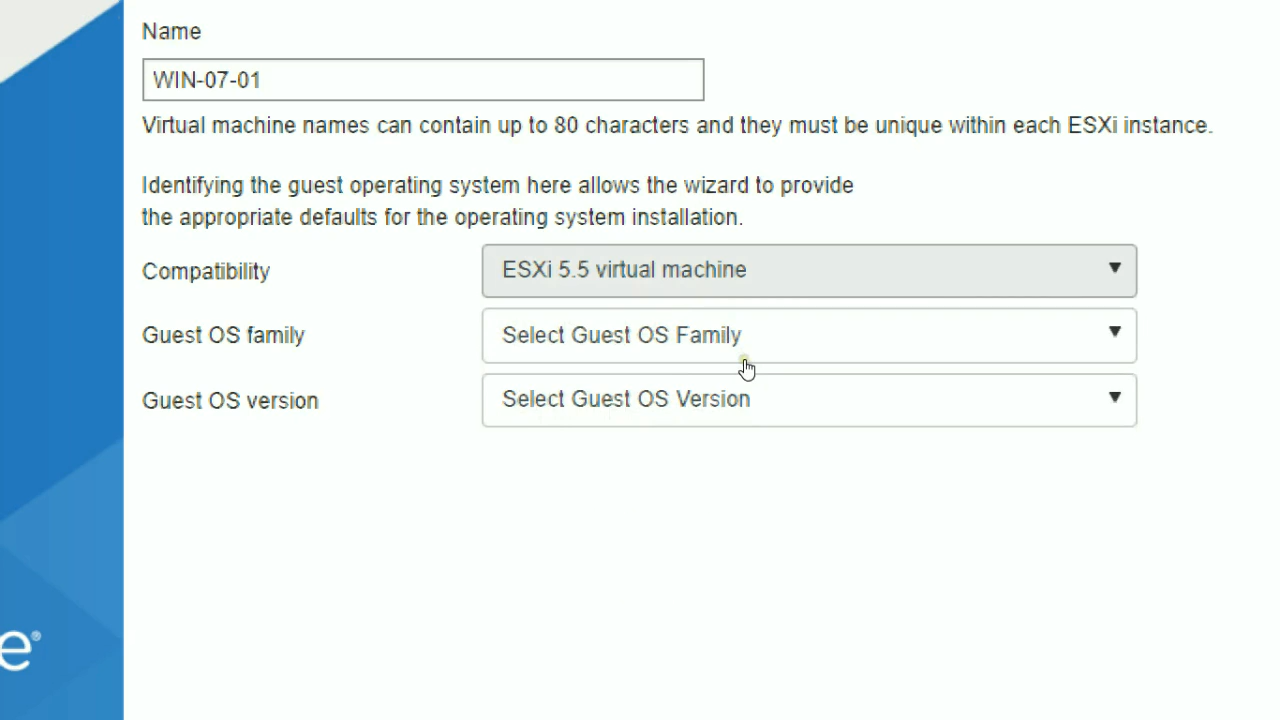 Name
WIN-07-01
Virtual machine names can contain up to 80 characters and they must be unique within each ESXi instance.
Identifying the guest operating system here allows the wizard to provide
the appropriate defaults for the operating system installation.
Compatibility
ESXi 5.5 virtual machine
Guest OS family
Select Guest OS Family
Guest OS version
Select Guest OS Version
e®